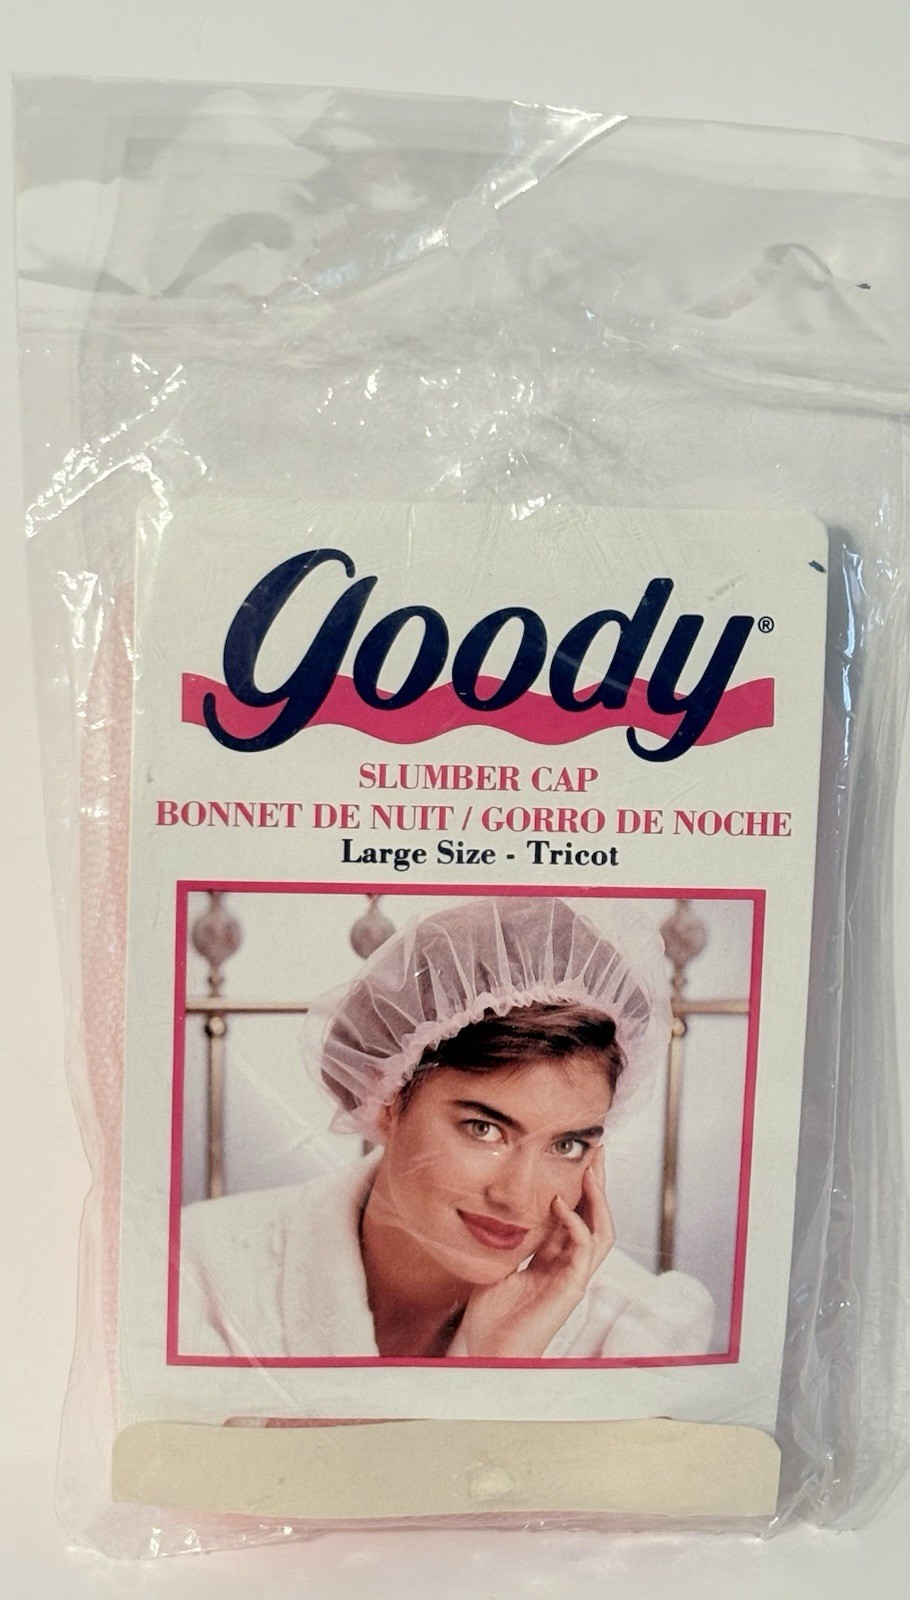 goody®
SLUMBER CAP
BONNET DE NUIT / GORRO DE NOCHE
Large Size - Tricot